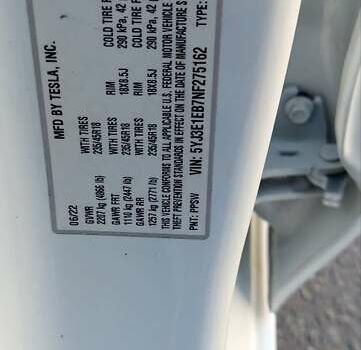 MFD BY TESLA, INC.
06/22
GVWR
2207 kg (4866 lb)
WITH TIRES
235/45R18
RIM
18X8.5J
COLD TIRE
290 kPa, 42
GAWR FRT
1110 kg (2447 lb)
WITH TIRES
235/45R18
RIM
18X8.5J
COLD TIRE
290 kPa, 42
GAWR RR
1257 kg (2771 lb)
WITH TIRES
235/45R18
THIS VEHICLE CONFORMS TO ALL APPLICABLE U.S. FEDERAL MOTOR VEHICLE
THEFT PREVENTION STANDARDS IN EFFECT ON THE DATE OF MANUFACTURE
VIN: 5YJ3E1EB7NF275162
PNT: PPSW
TYPE: